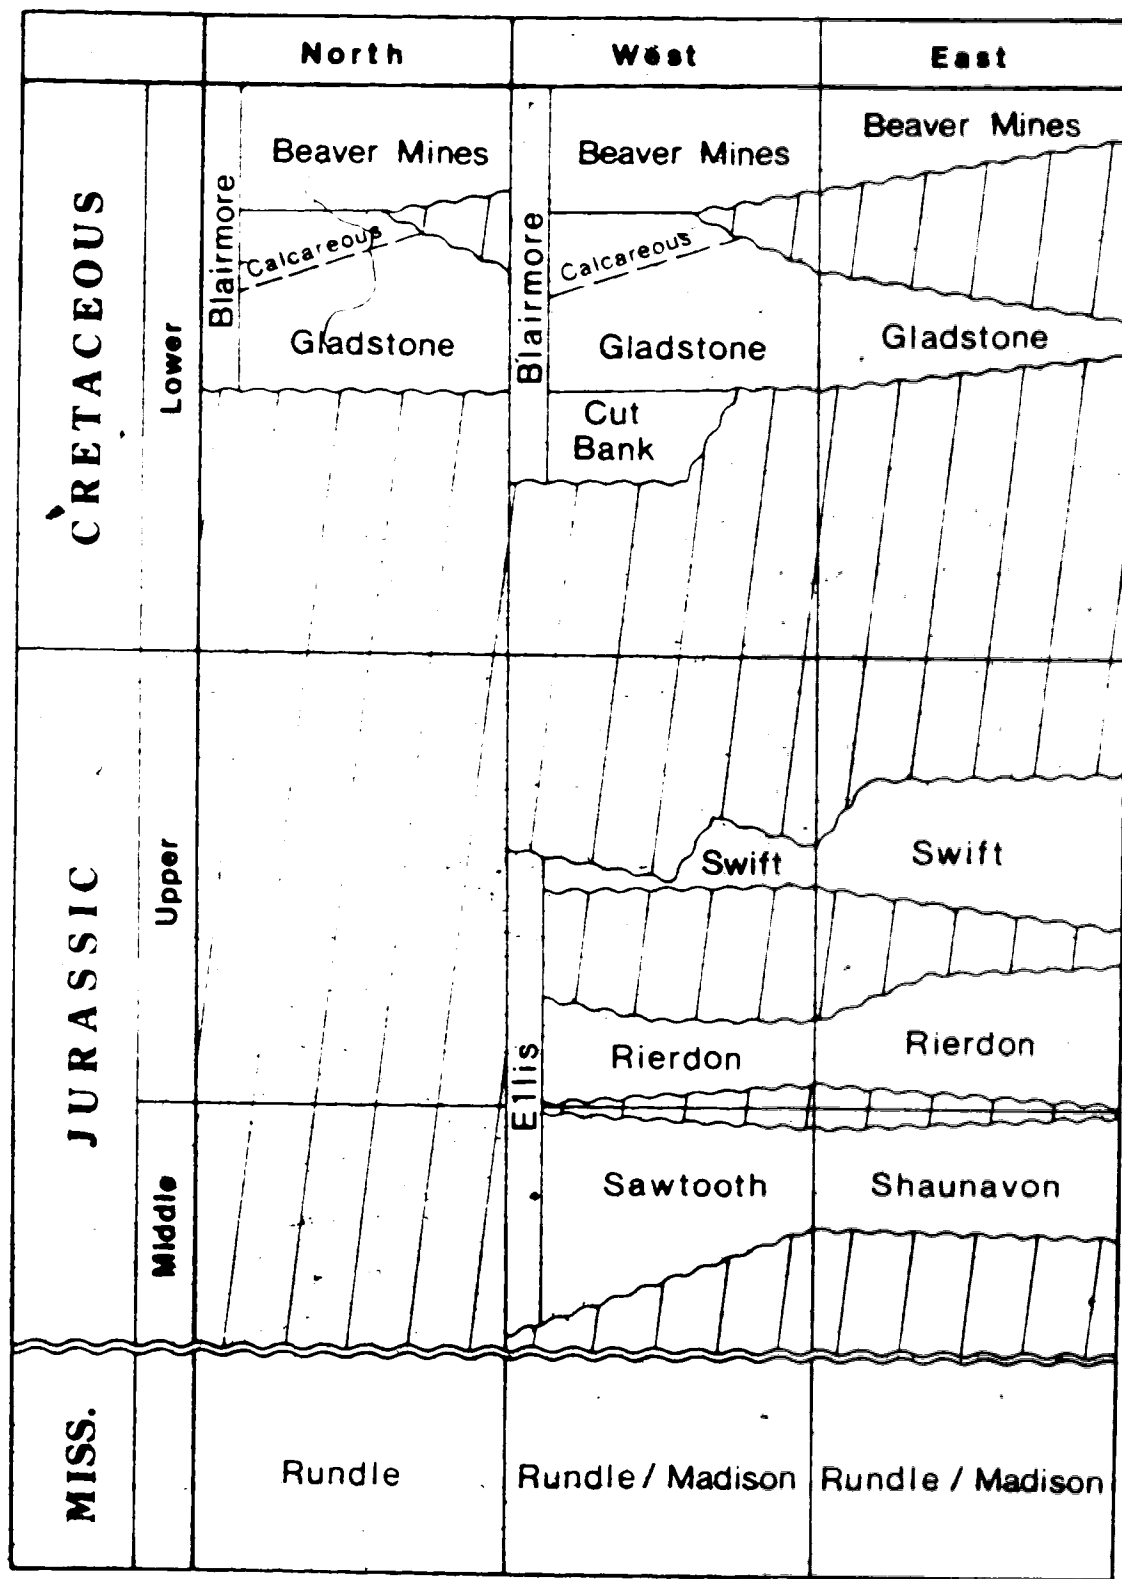 North
West
East
CRETACEOUS
Lower
Blairmore
Beaver Mines
Calcareous
Gladstone
Blairmore
Beaver Mines
Calcareous
Gladstone
Cut
Bank
Beaver Mines
Gladstone
JURASSIC
Upper
Middle
Ellis
Swift
Rierdon
Sawtooth
Swift
Rierdon
Shaunavon
MISS.
Rundle
Rundle / Madison
Rundle / Madison